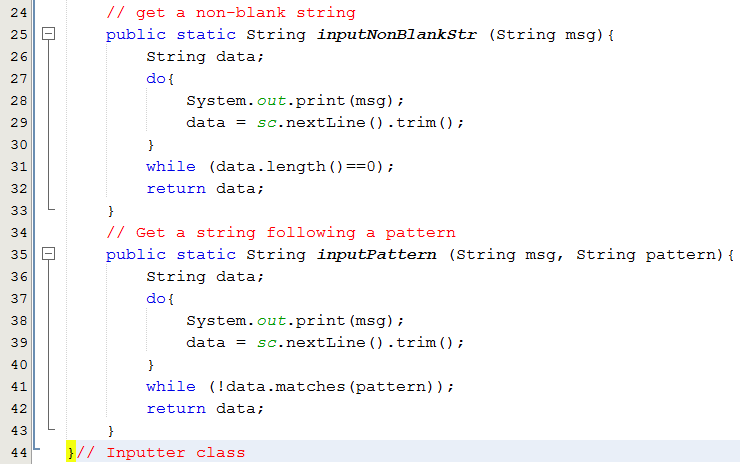 24 // get a non-blank string
25 public static String inputNonBlankStr (String msg){
26 String data;
27 do{
28 System.out.print(msg);
29 data = sc.nextLine().trim();
30 }
31 while (data.length()==0);
32 return data;
33 }
34 // Get a string following a pattern
35 public static String inputPattern (String msg, String pattern){
36 String data;
37 do{
38 System.out.print(msg);
39 data = sc.nextLine().trim();
40 }
41 while (!data.matches(pattern));
42 return data;
43 }
44 }// Inputter class